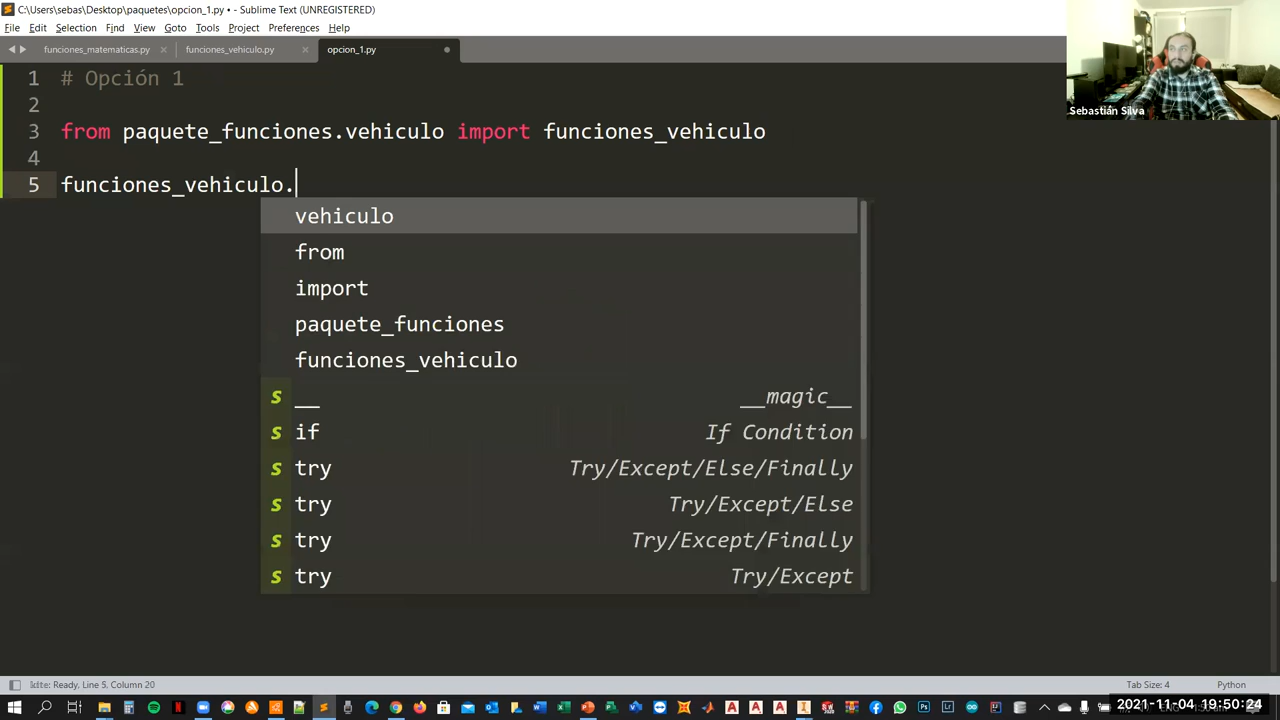 C:\Users\sebas\Desktop\paquetes\opcion_1.py • - Sublime Text (UNREGISTERED)
File Edit Selection Find View Goto Tools Project Preferences Help
funciones_matematicas.py funciones_vehiculo.py opcion_1.py
1 # Opción 1
2
3 from paquete_funciones.vehiculo import funciones_vehiculo
4
5 funciones_vehiculo.
vehiculo
from
import
paquete_funciones
funciones_vehiculo
s __ __magic__
s if If Condition
s try Try/Except/Else/Finally
s try Try/Except/Else
s try Try/Except/Finally
s try Try/Except
Sebastián Silva
Ready, Line 5, Column 20 Tab Size: 4 Python
2021-11-04 19:50:24